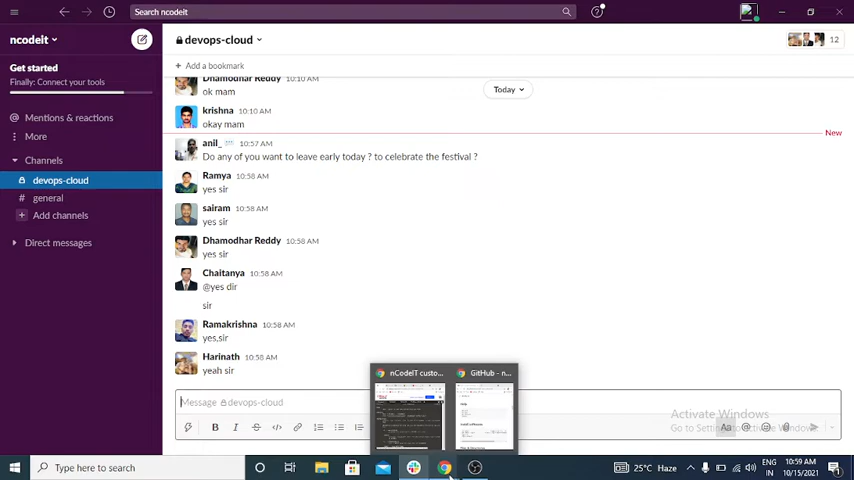 Search ncodeit
ncodeit
Get started
Finally: Connect your tools
Mentions & reactions
More
Channels
devops-cloud
# general
+ Add channels
Direct messages
devops-cloud
12
+ Add a bookmark
Today
Dhamodhar Reddy 10:10 AM
ok mam
krishna 10:10 AM
okay mam
New
anil_ 10:57 AM
Do any of you want to leave early today ? to celebrate the festival ?
Ramya 10:58 AM
yes sir
sairam 10:58 AM
yes sir
Dhamodhar Reddy 10:58 AM
yes sir
Chaitanya 10:58 AM
@yes dir
sir
Ramakrishna 10:58 AM
yes,sir
Harinath 10:58 AM
yeah sir
nCodeIT custo...
GitHub - n...
Message devops-cloud
B I
Aa @
Activate Windows
Go to Settings to activate Windows.
Type here to search
25°C Haze
ENG
IN
10:59 AM
10/15/2021